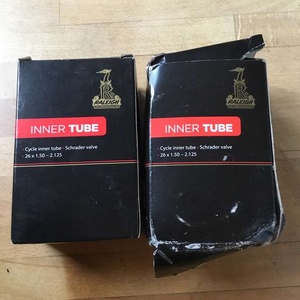 RALEIGH
INNER TUBE
· Cycle inner tube · Schrader valve
· 26 x 1.50 – 2.125
RALEIGH
INNER TUBE
· Cycle inner tube · Schrader valve
· 26 x 1.50 – 2.125